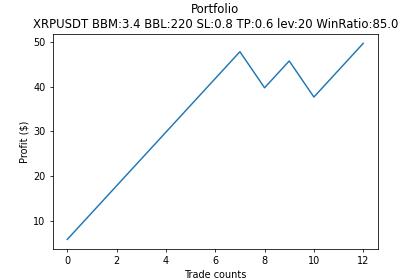 Portfolio
XRPUSDT BBM:3.4 BBL:220 SL:0.8 TP:0.6 lev:20 WinRatio:85.0
50
40
30
20
10
Profit ($)
0 2 4 6 8 10 12
Trade counts